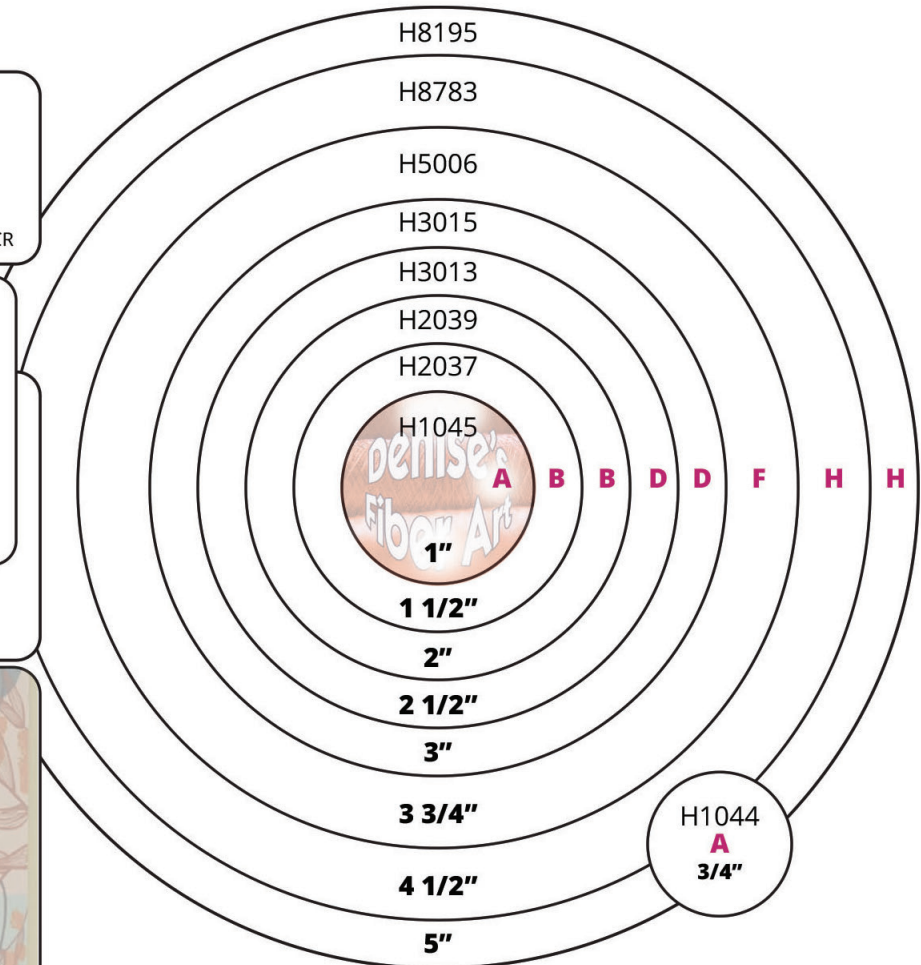 H8195
H8783
H5006
H3015
H3013
H2039
H2037
H1045
Denise's
Fiber Art
A B B D D F H H
1”
1 1/2”
2”
2 1/2”
3”
3 3/4”
4 1/2”
5”
H1044
A
3/4”